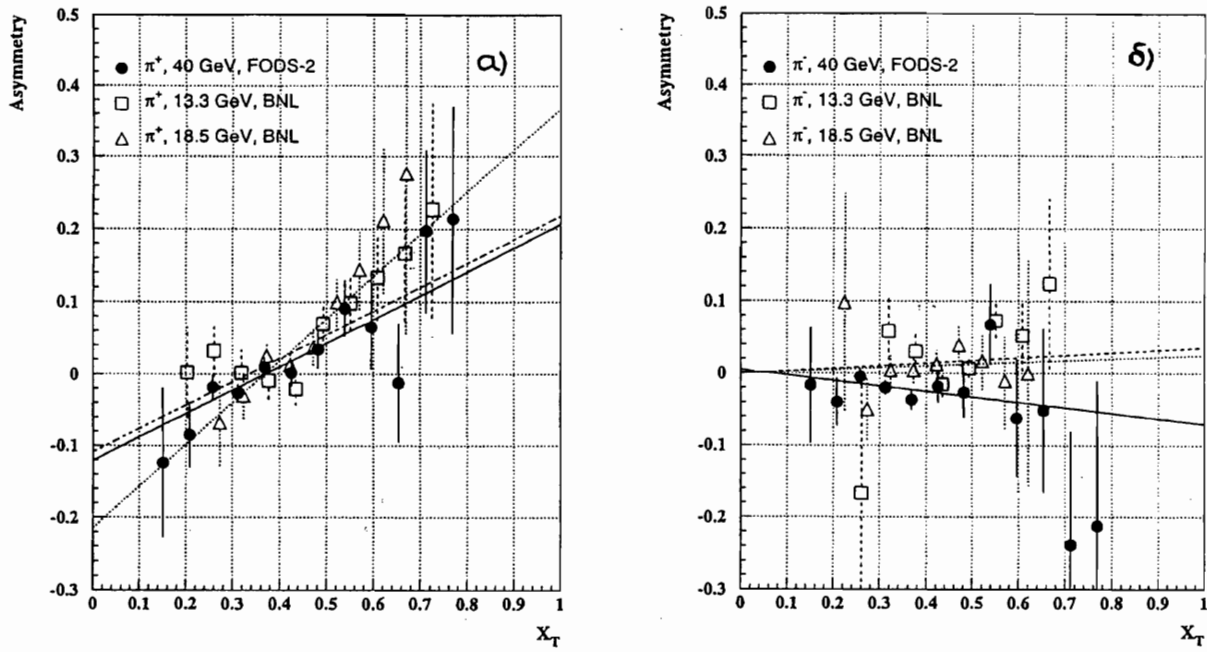 Asymmetry
0.5
0.4
0.3
0.2
0.1
0
-0.1
-0.2
-0.3
а)
π⁺, 40 GeV, FODS-2
π⁺, 13.3 GeV, BNL
π⁺, 18.5 GeV, BNL
0 0.1 0.2 0.3 0.4 0.5 0.6 0.7 0.8 0.9 1
X_T
Asymmetry
0.5
0.4
0.3
0.2
0.1
0
-0.1
-0.2
-0.3
б)
π⁻, 40 GeV, FODS-2
π⁻, 13.3 GeV, BNL
π⁻, 18.5 GeV, BNL
0 0.1 0.2 0.3 0.4 0.5 0.6 0.7 0.8 0.9 1
X_T